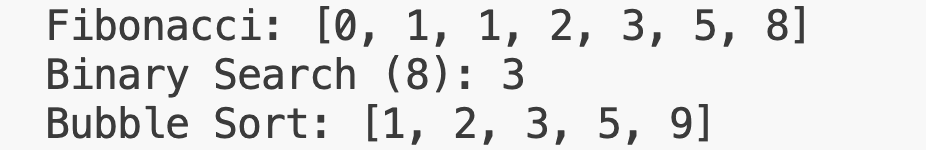 Fibonacci: [0, 1, 1, 2, 3, 5, 8]
Binary Search (8): 3
Bubble Sort: [1, 2, 3, 5, 9]